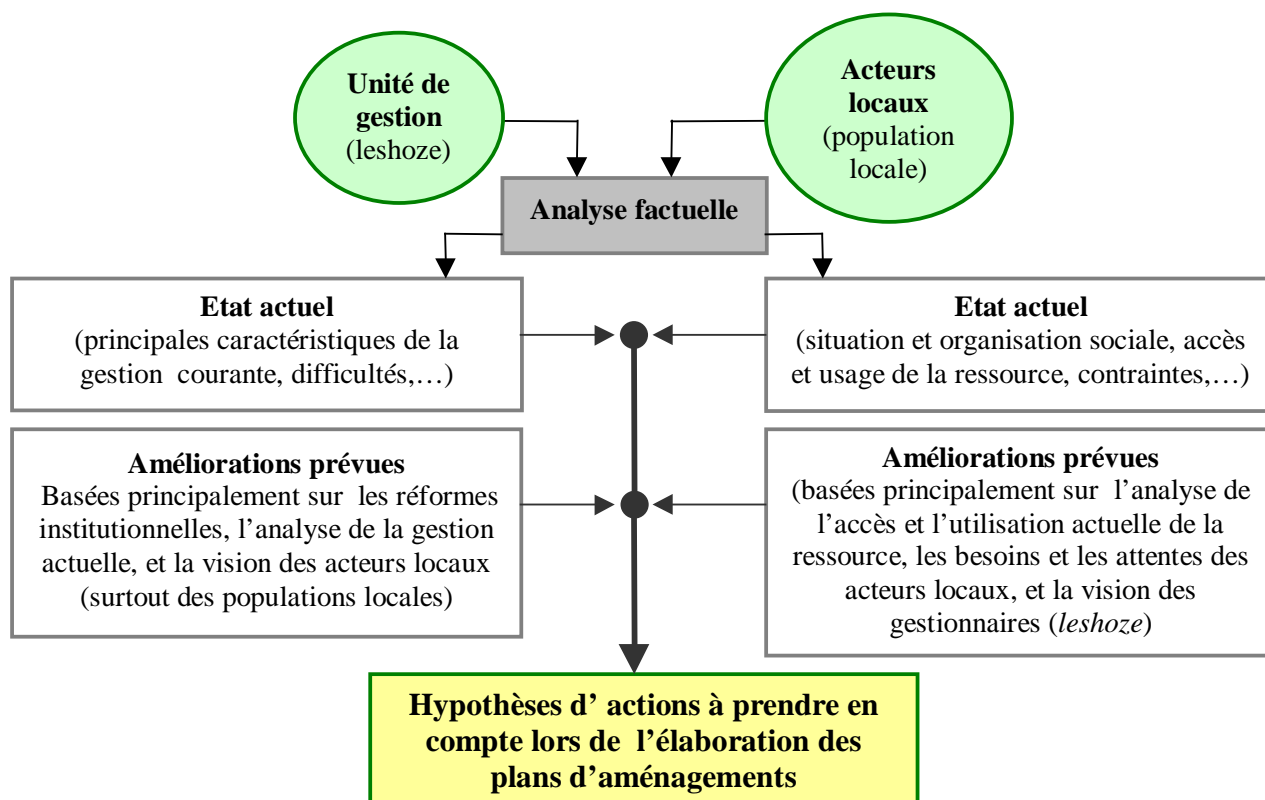 Unité de
gestion
(leshoze)
Acteurs
locaux
(population
locale)
Analyse factuelle
Etat actuel
(principales caractéristiques de la
gestion courante, difficultés,…)
Etat actuel
(situation et organisation sociale, accès
et usage de la ressource, contraintes,…)
Améliorations prévues
Basées principalement sur les réformes
institutionnelles, l’analyse de la gestion
actuelle, et la vision des acteurs locaux
(surtout des populations locales)
Améliorations prévues
(basées principalement sur l’analyse de
l’accès et l’utilisation actuelle de la
ressource, les besoins et les attentes des
acteurs locaux, et la vision des
gestionnaires (leshoze)
Hypothèses d’ actions à prendre en
compte lors de l’élaboration des
plans d’aménagements